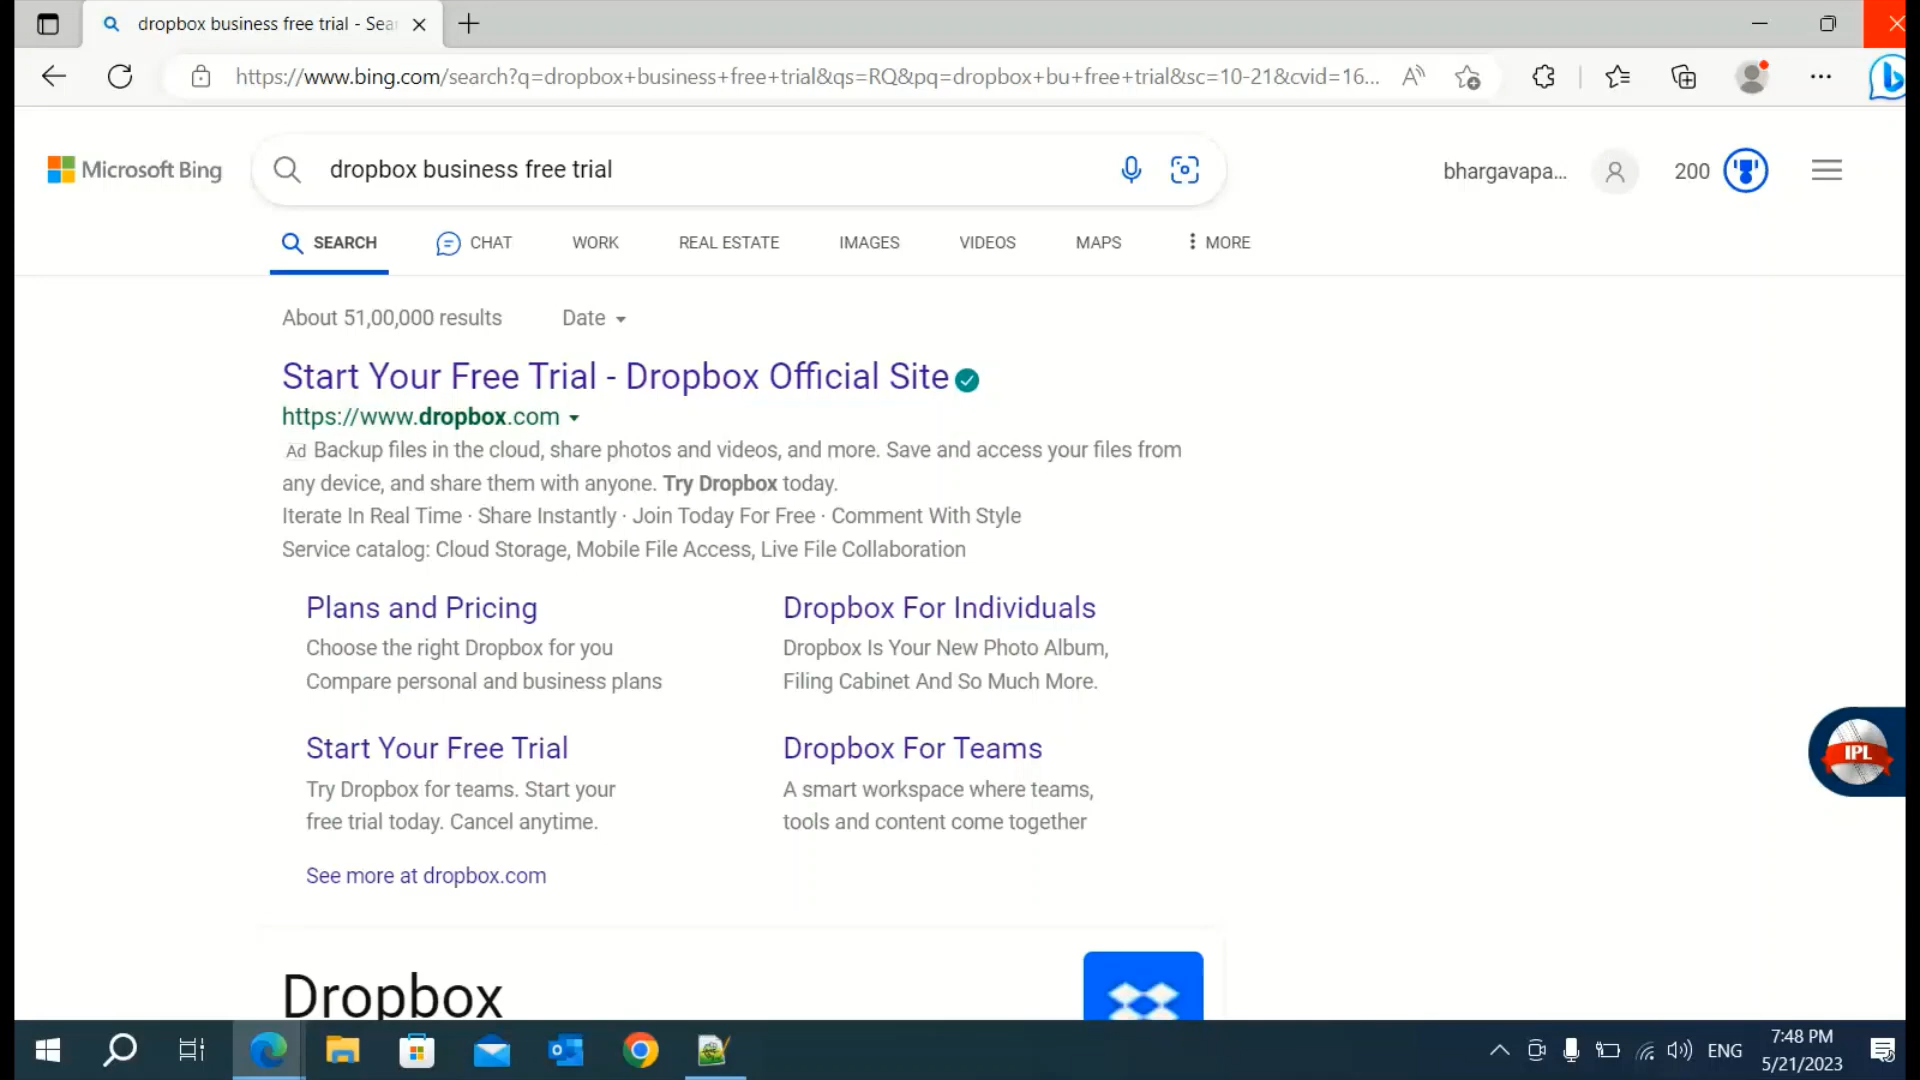 dropbox business free trial - Sea
https://www.bing.com/search?q=dropbox+business+free+trial&qs=RQ&pq=dropbox+bu+free+trial&sc=10-21&cvid=16...
Microsoft Bing
dropbox business free trial
bhargavapa...
200
SEARCH
CHAT
WORK
REAL ESTATE
IMAGES
VIDEOS
MAPS
MORE
About 51,00,000 results
Date
Start Your Free Trial - Dropbox Official Site
https://www.dropbox.com
Ad Backup files in the cloud, share photos and videos, and more. Save and access your files from
any device, and share them with anyone. Try Dropbox today.
Iterate In Real Time · Share Instantly · Join Today For Free · Comment With Style
Service catalog: Cloud Storage, Mobile File Access, Live File Collaboration
Plans and Pricing
Choose the right Dropbox for you
Compare personal and business plans
Dropbox For Individuals
Dropbox Is Your New Photo Album,
Filing Cabinet And So Much More.
Start Your Free Trial
Try Dropbox for teams. Start your
free trial today. Cancel anytime.
Dropbox For Teams
A smart workspace where teams,
tools and content come together
See more at dropbox.com
IPL
Dropbox
ENG
7:48 PM
5/21/2023